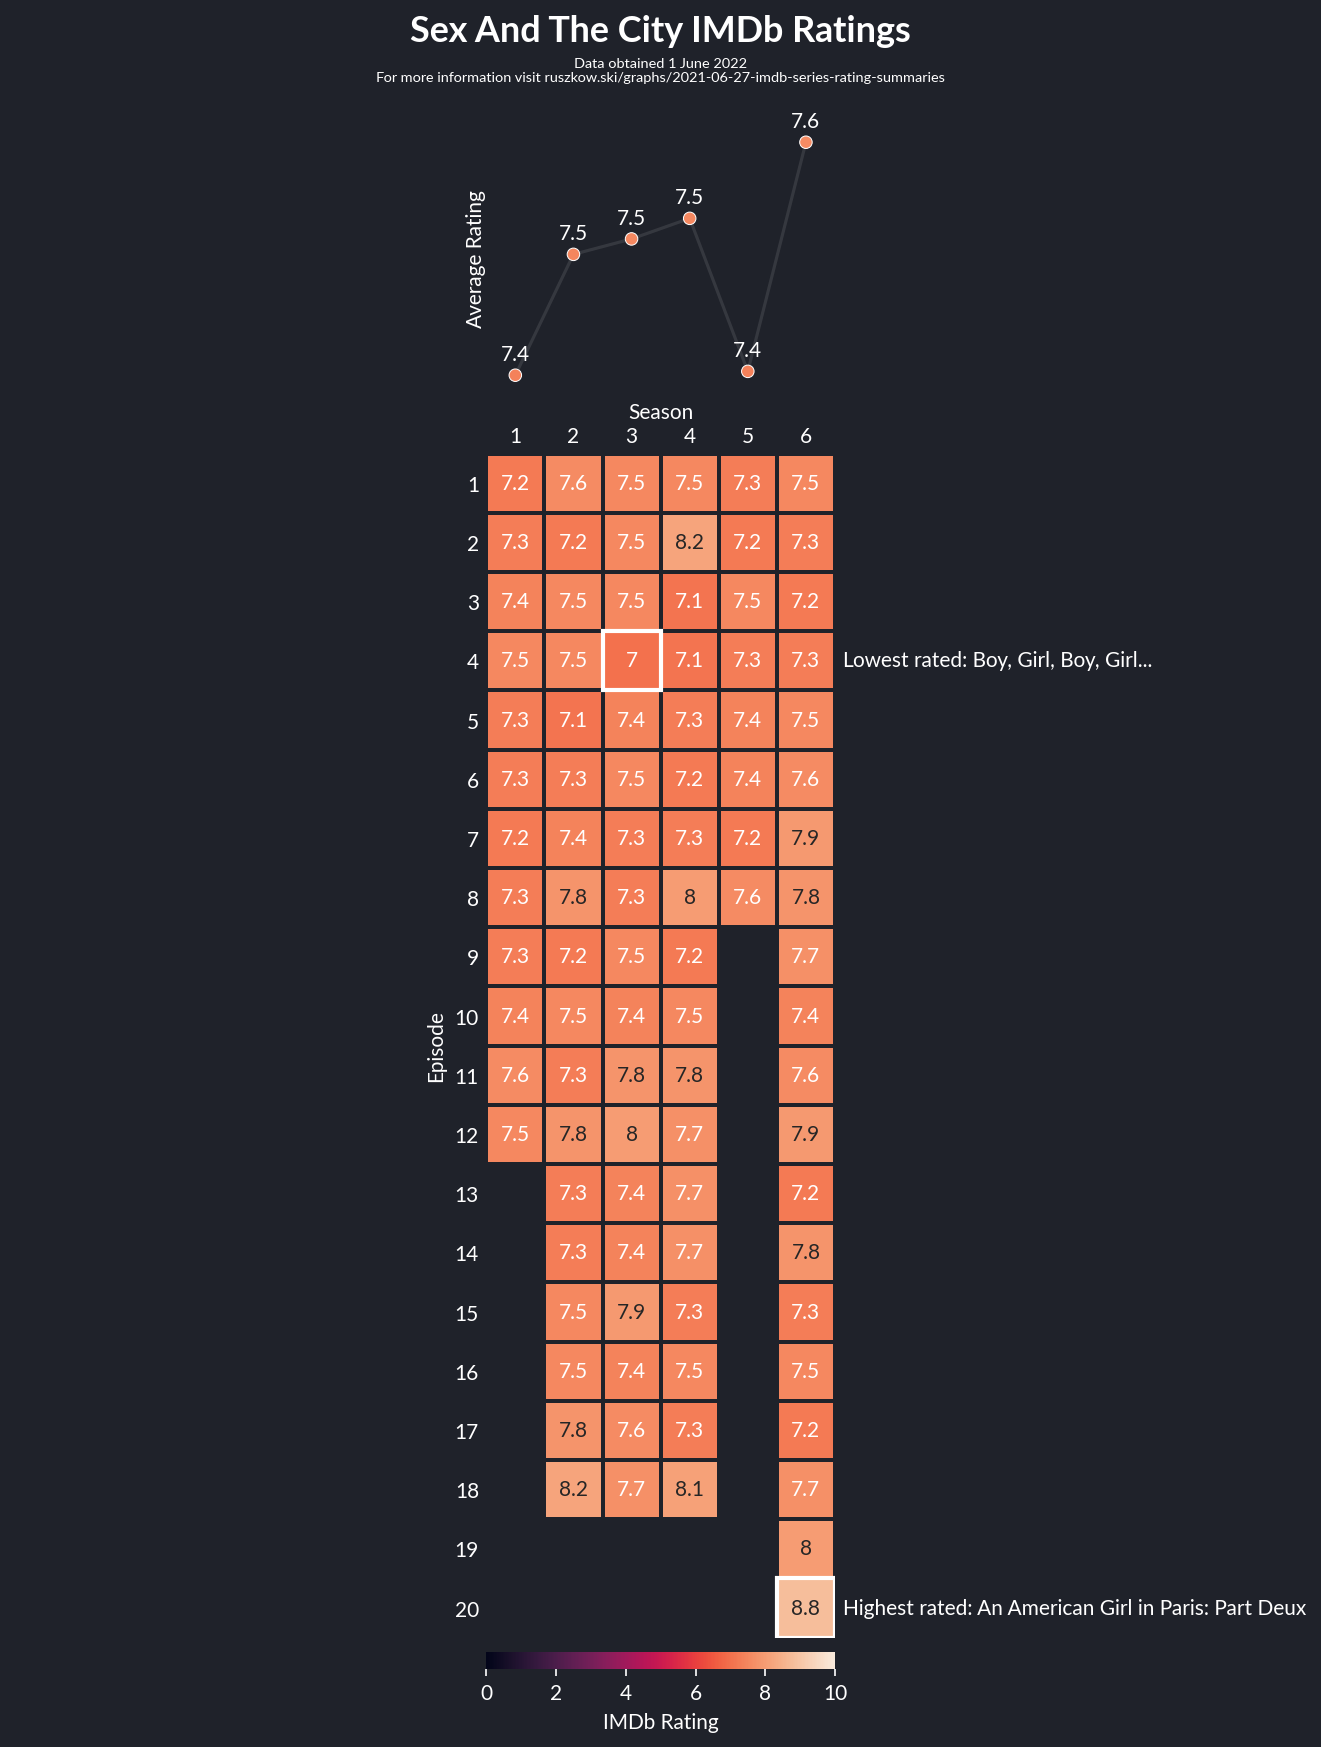 Sex And The City IMDb Ratings
Data obtained 1 June 2022
For more information visit ruszkow.ski/graphs/2021-06-27-imdb-series-rating-summaries
Average Rating
7.4
7.5
7.5
7.5
7.4
7.6
Season
1 2 3 4 5 6
Episode
1 7.2 7.6 7.5 7.5 7.3 7.5
2 7.3 7.2 7.5 8.2 7.2 7.3
3 7.4 7.5 7.5 7.1 7.5 7.2
4 7.5 7.5 7 7.1 7.3 7.3 Lowest rated: Boy, Girl, Boy, Girl...
5 7.3 7.1 7.4 7.3 7.4 7.5
6 7.3 7.3 7.5 7.2 7.4 7.6
7 7.2 7.4 7.3 7.3 7.2 7.9
8 7.3 7.8 7.3 8 7.6 7.8
9 7.3 7.2 7.5 7.2 7.7
10 7.4 7.5 7.4 7.5 7.4
11 7.6 7.3 7.8 7.8 7.6
12 7.5 7.8 8 7.7 7.9
13 7.3 7.4 7.7 7.2
14 7.3 7.4 7.7 7.8
15 7.5 7.9 7.3 7.3
16 7.5 7.4 7.5 7.5
17 7.8 7.6 7.3 7.2
18 8.2 7.7 8.1 7.7
19 8
20 8.8 Highest rated: An American Girl in Paris: Part Deux
0 2 4 6 8 10
IMDb Rating